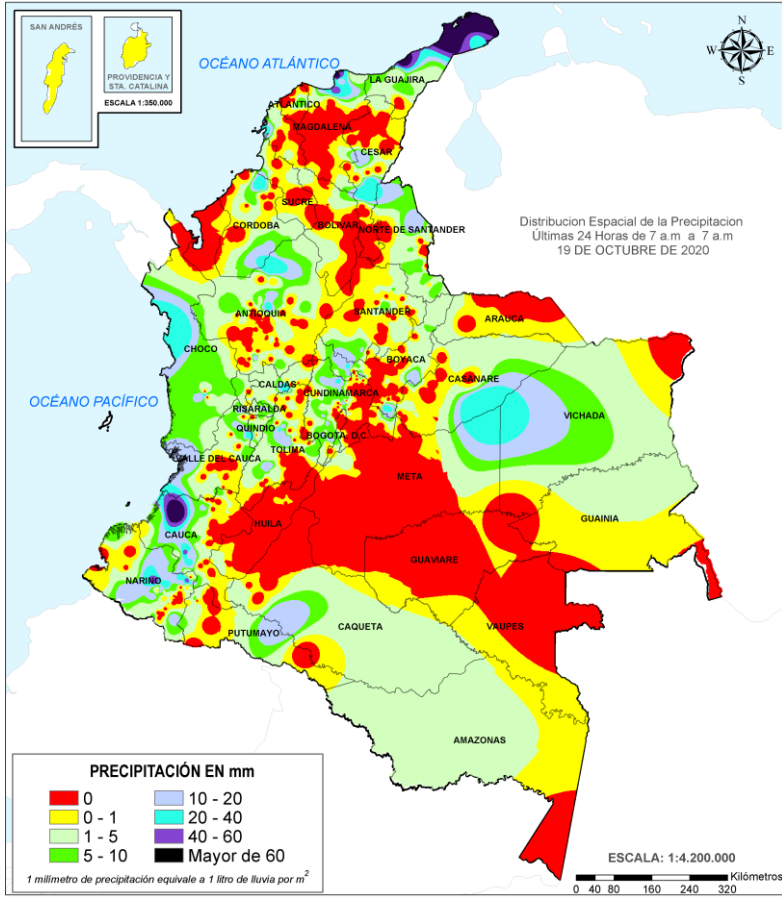 SAN ANDRÉS
PROVIDENCIA Y
STA. CATALINA
ESCALA 1:350.000
OCÉANO ATLÁNTICO
N
W
E
S
LA GUAJIRA
ATLANTICO
MAGDALENA
CESAR
SUCRE
CORDOBA
BOLIVAR
NORTE DE SANTANDER
Distribucion Espacial de la Precipitacion
Últimas 24 Horas de 7 a.m a 7 a.m
19 DE OCTUBRE DE 2020
ANTIOQUIA
SANTANDER
ARAUCA
CHOCO
BOYACA
CASANARE
CALDAS
CUNDINAMARCA
OCÉANO PACÍFICO
RISARALDA
VICHADA
QUINDIO
BOGOTA D.C.
TOLIMA
VALLE DEL CAUCA
META
GUAINIA
HUILA
CAUCA
GUAVIARE
NARIÑO
CAQUETA
VAUPES
PUTUMAYO
AMAZONAS
PRECIPITACIÓN EN mm
0
10 - 20
0 - 1
20 - 40
1 - 5
40 - 60
5 - 10
Mayor de 60
1 milímetro de precipitación equivale a 1 litro de lluvia por m²
ESCALA: 1:4.200.000
Kilómetros
0 40 80 160 240 320